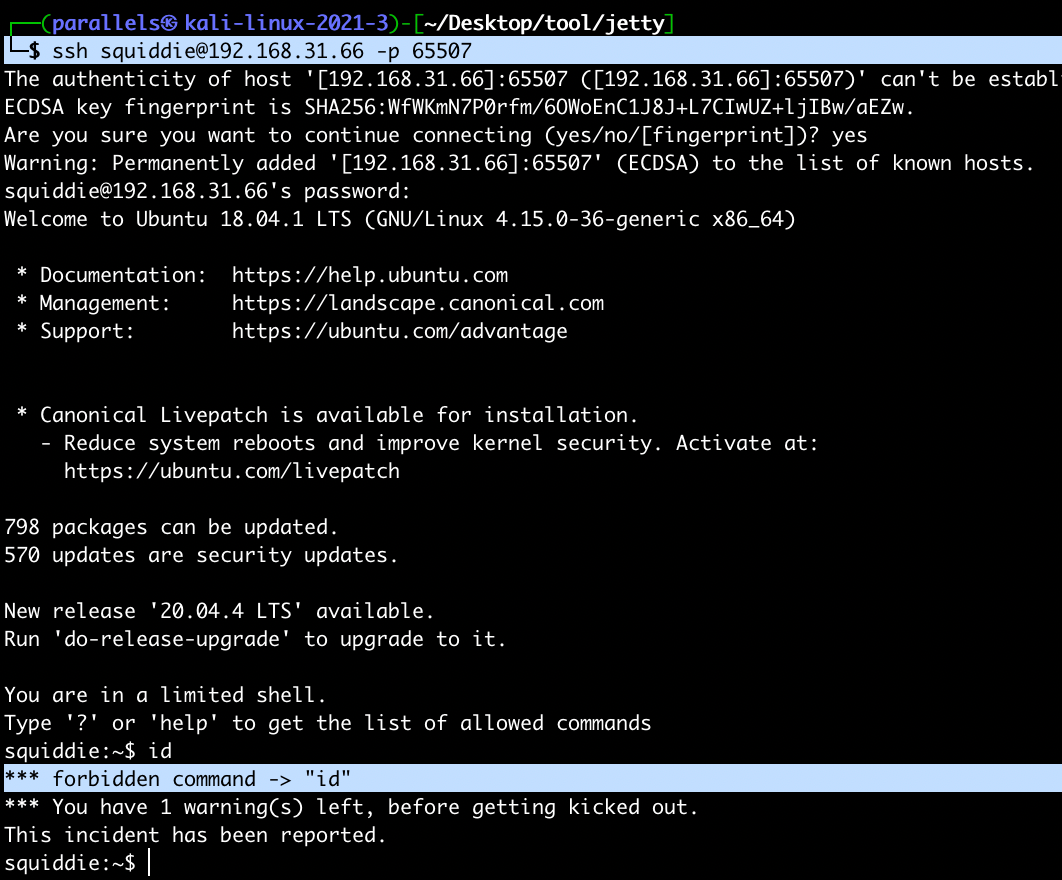 ┌──(parallels㉿kali-linux-2021-3)-[~/Desktop/tool/jetty]
└─$ ssh squiddie@192.168.31.66 -p 65507
The authenticity of host '[192.168.31.66]:65507 ([192.168.31.66]:65507)' can't be establ
ECDSA key fingerprint is SHA256:WfWKmN7P0rfm/6OWoEnC1J8J+L7CIwUZ+ljIBw/aEZw.
Are you sure you want to continue connecting (yes/no/[fingerprint])? yes
Warning: Permanently added '[192.168.31.66]:65507' (ECDSA) to the list of known hosts.
squiddie@192.168.31.66's password:
Welcome to Ubuntu 18.04.1 LTS (GNU/Linux 4.15.0-36-generic x86_64)

 * Documentation:  https://help.ubuntu.com
 * Management:     https://landscape.canonical.com
 * Support:        https://ubuntu.com/advantage

 * Canonical Livepatch is available for installation.
   - Reduce system reboots and improve kernel security. Activate at:
     https://ubuntu.com/livepatch

798 packages can be updated.
570 updates are security updates.

New release '20.04.4 LTS' available.
Run 'do-release-upgrade' to upgrade to it.

You are in a limited shell.
Type '?' or 'help' to get the list of allowed commands
squiddie:~$ id
*** forbidden command -> "id"
*** You have 1 warning(s) left, before getting kicked out.
This incident has been reported.
squiddie:~$